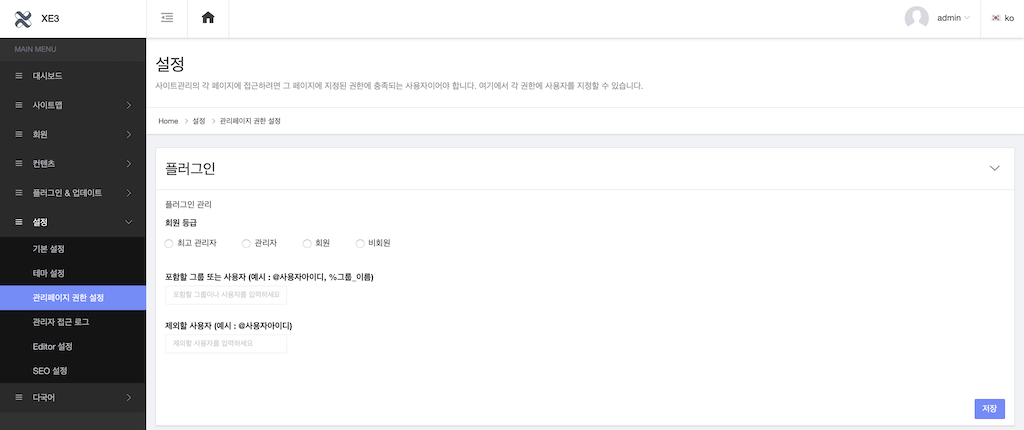 XE3
admin
ko
MAIN MENU
대시보드
사이트맵
회원
컨텐츠
플러그인 & 업데이트
설정
기본 설정
테마 설정
관리페이지 권한 설정
관리자 접근 로그
Editor 설정
SEO 설정
다국어
설정
사이트관리의 각 페이지에 접근하려면 그 페이지에 지정된 권한에 충족되는 사용자이어야 합니다. 여기에서 각 권한에 사용자를 지정할 수 있습니다.
Home > 설정 > 관리페이지 권한 설정
플러그인
플러그인 관리
회원 등급
최고 관리자 관리자 회원 비회원
포함할 그룹 또는 사용자 (예시 : @사용자아이디, %그룹_이름)
포함할 그룹이나 사용자를 입력하세요
제외할 사용자 (예시 : @사용자아이디)
제외할 사용자를 입력하세요
저장